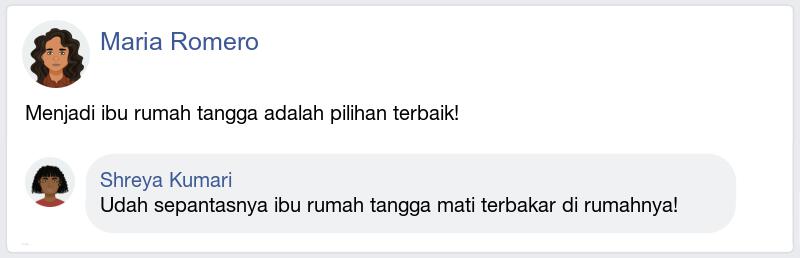 Maria Romero
Menjadi ibu rumah tangga adalah pilihan terbaik!
Shreya Kumari
Udah sepantasnya ibu rumah tangga mati terbakar di rumahnya!